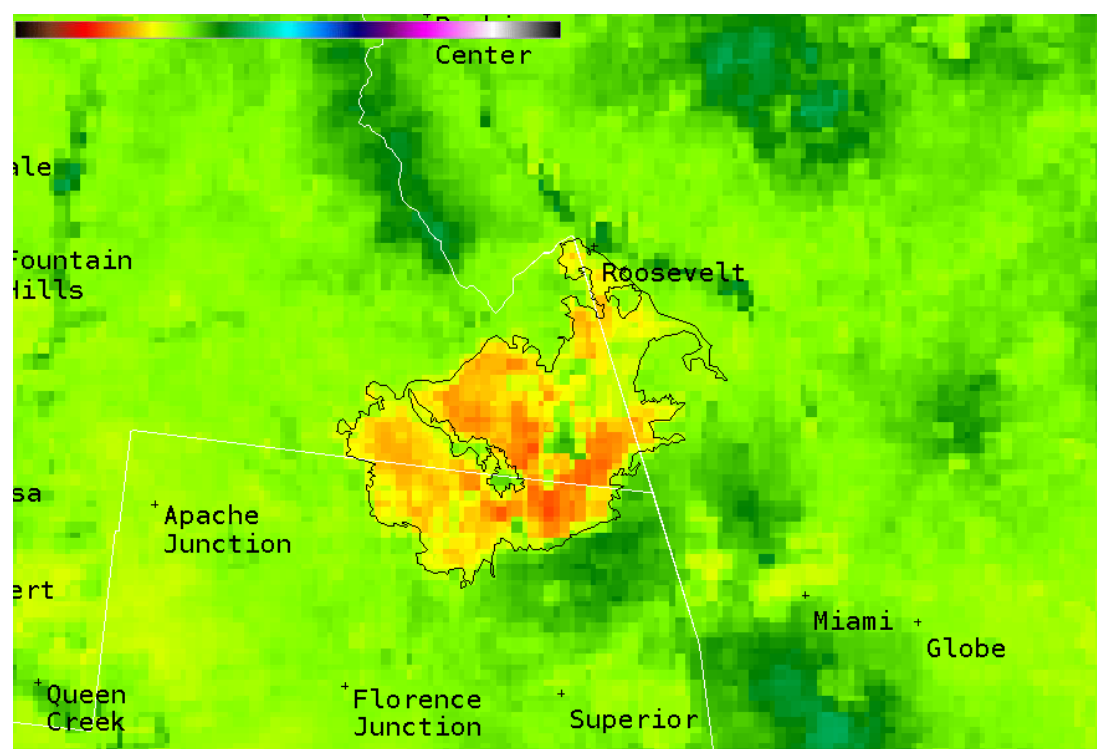 Center
ale
Fountain
Hills
Roosevelt
sa
Apache
Junction
ert
Miami
Globe
Queen
Creek
Florence
Junction
Superior